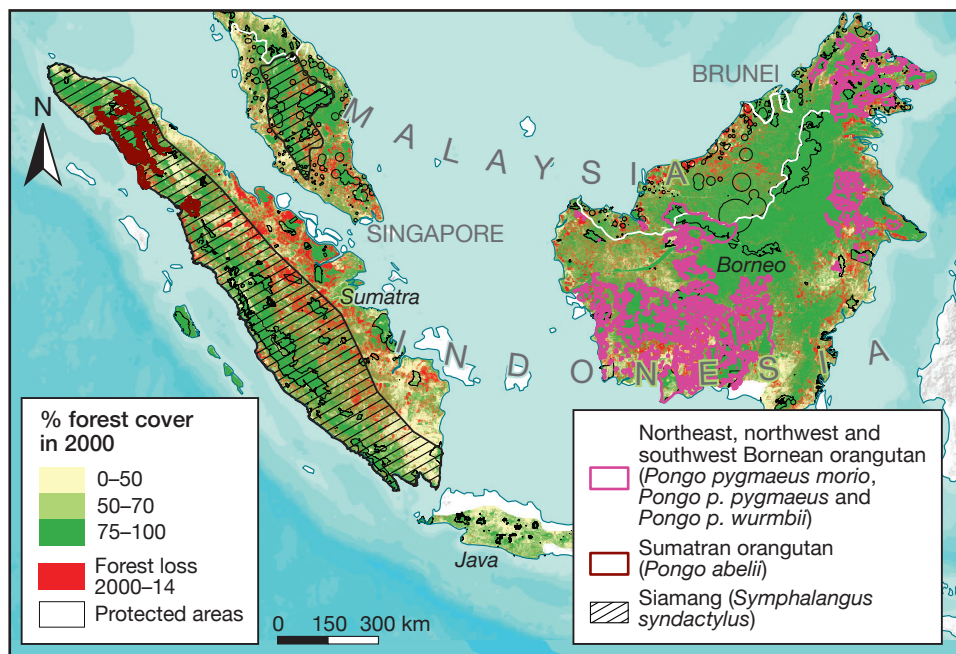 N
MALAYSIA
BRUNEI
SINGAPORE
Borneo
Sumatra
INDONESIA
Java
% forest cover
in 2000
0–50
50–70
75–100
Forest loss
2000–14
Protected areas
0 150 300 km
Northeast, northwest and
southwest Bornean orangutan
(Pongo pygmaeus morio,
Pongo p. pygmaeus and
Pongo p. wurmbii)
Sumatran orangutan
(Pongo abelii)
Siamang (Symphalangus
syndactylus)